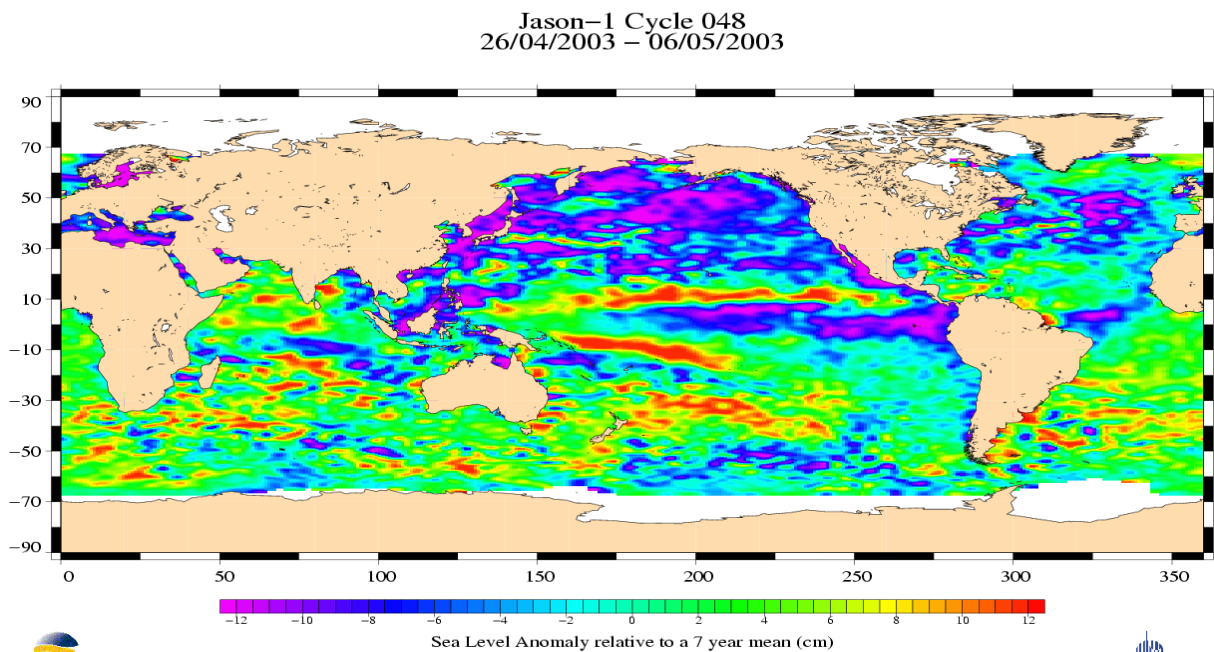 Jason−1 Cycle 048
26/04/2003 − 06/05/2003
90
70
50
30
10
−10
−30
−50
−70
−90
0 50 100 150 200 250 300 350
−12 −10 −8 −6 −4 −2 0 2 4 6 8 10 12
Sea Level Anomaly relative to a 7 year mean (cm)